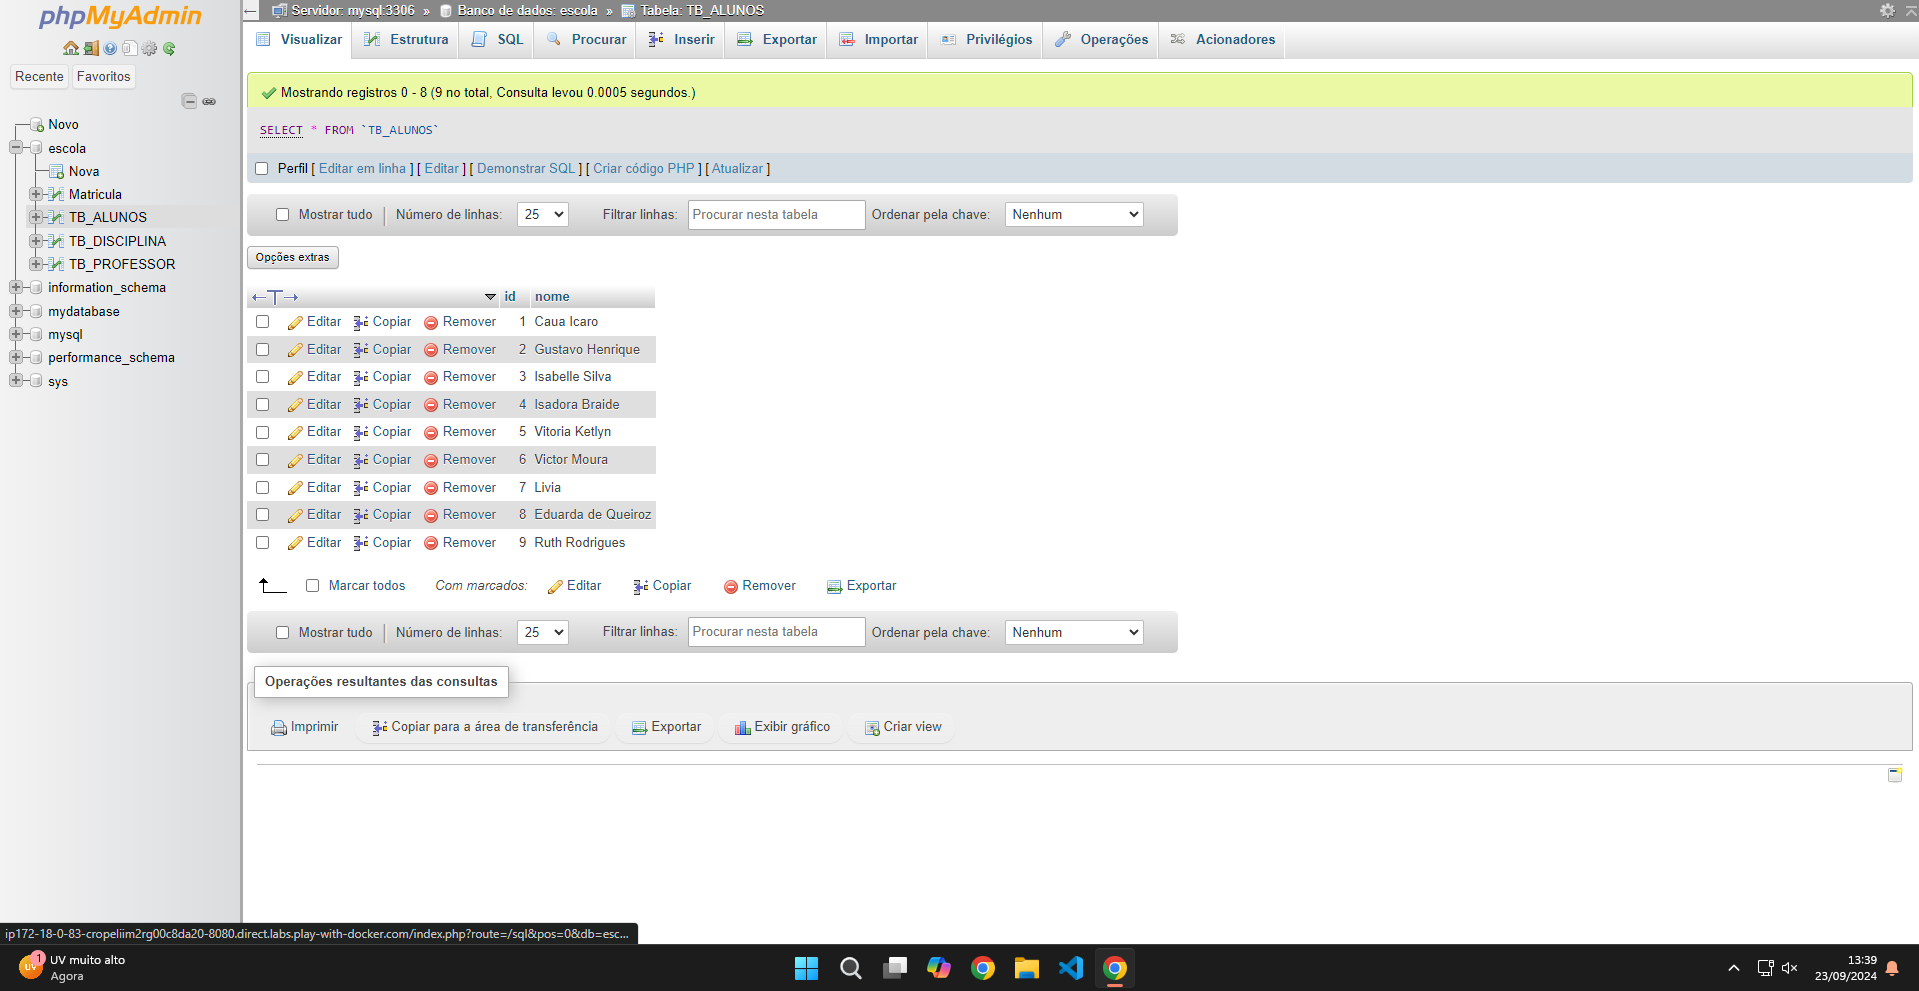 phpMyAdmin
Recente Favoritos
Novo
escola
Nova
Matricula
TB_ALUNOS
TB_DISCIPLINA
TB_PROFESSOR
information_schema
mydatabase
mysql
performance_schema
sys
Servidor: mysql:3306 » Banco de dados: escola » Tabela: TB_ALUNOS
Visualizar Estrutura SQL Procurar Inserir Exportar Importar Privilégios Operações Acionadores
Mostrando registros 0 - 8 (9 no total, Consulta levou 0.0005 segundos.)
SELECT * FROM `TB_ALUNOS`
Perfil [ Editar em linha ] [ Editar ] [ Demonstrar SQL ] [ Criar código PHP ] [ Atualizar ]
Mostrar tudo Número de linhas: 25 Filtrar linhas: Procurar nesta tabela Ordenar pela chave: Nenhum
Opções extras
←T→ id nome
Editar Copiar Remover 1 Caua Icaro
Editar Copiar Remover 2 Gustavo Henrique
Editar Copiar Remover 3 Isabelle Silva
Editar Copiar Remover 4 Isadora Braide
Editar Copiar Remover 5 Vitoria Ketlyn
Editar Copiar Remover 6 Victor Moura
Editar Copiar Remover 7 Livia
Editar Copiar Remover 8 Eduarda de Queiroz
Editar Copiar Remover 9 Ruth Rodrigues
Marcar todos Com marcados: Editar Copiar Remover Exportar
Mostrar tudo Número de linhas: 25 Filtrar linhas: Procurar nesta tabela Ordenar pela chave: Nenhum
Operações resultantes das consultas
Imprimir Copiar para a área de transferência Exportar Exibir gráfico Criar view
ip172-18-0-83-cropeliim2rg00c8da20-8080.direct.labs.play-with-docker.com/index.php?route=/sql&pos=0&db=esc...
UV 1 UV muito alto
Agora
13:39
23/09/2024